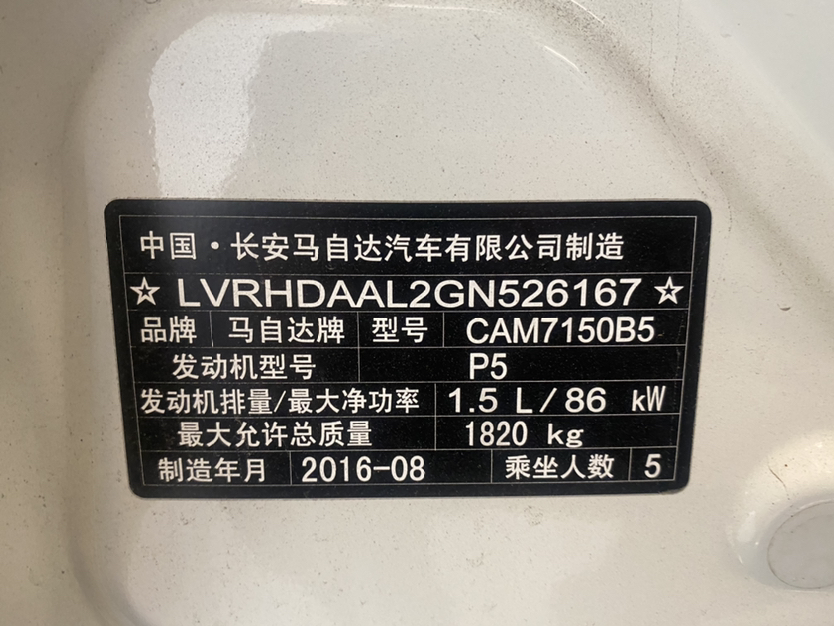 中国·长安马自达汽车有限公司制造
☆ LVRHDAAL2GN526167 ☆
品牌 马自达牌 型号 CAM7150B5
发动机型号 P5
发动机排量/最大净功率 1.5 L/86 kW
最大允许总质量 1820 kg
制造年月 2016-08 乘坐人数 5